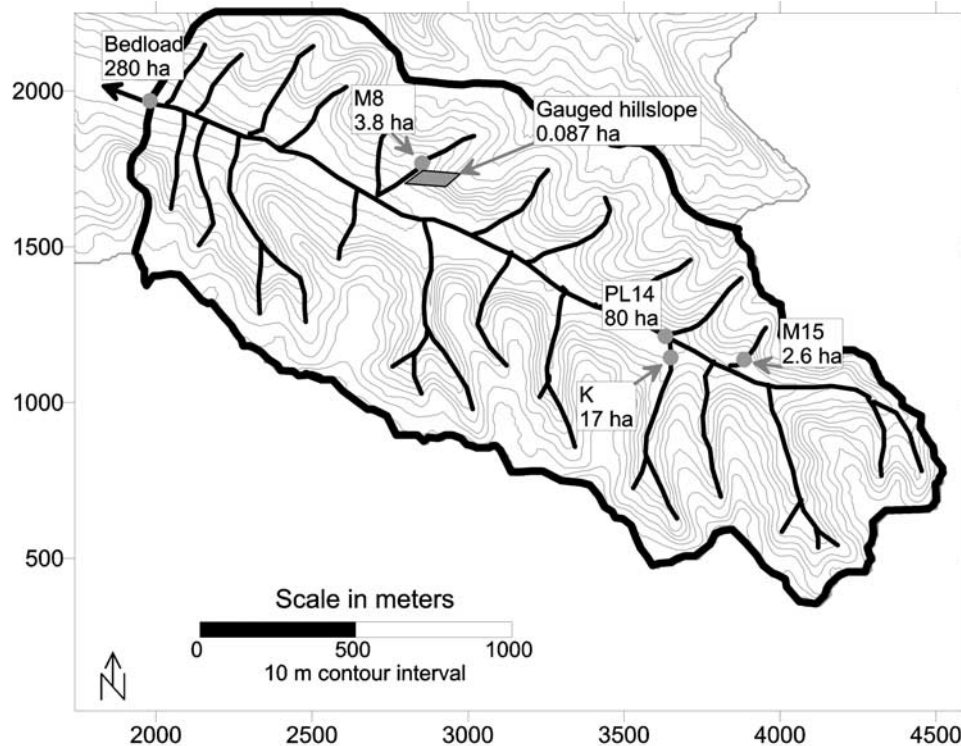 Bedload
280 ha
M8
3.8 ha
Gauged hillslope
0.087 ha
PL14
80 ha
M15
2.6 ha
K
17 ha
2000
1500
1000
500
Scale in meters
0
500
1000
10 m contour interval
N
2000
2500
3000
3500
4000
4500